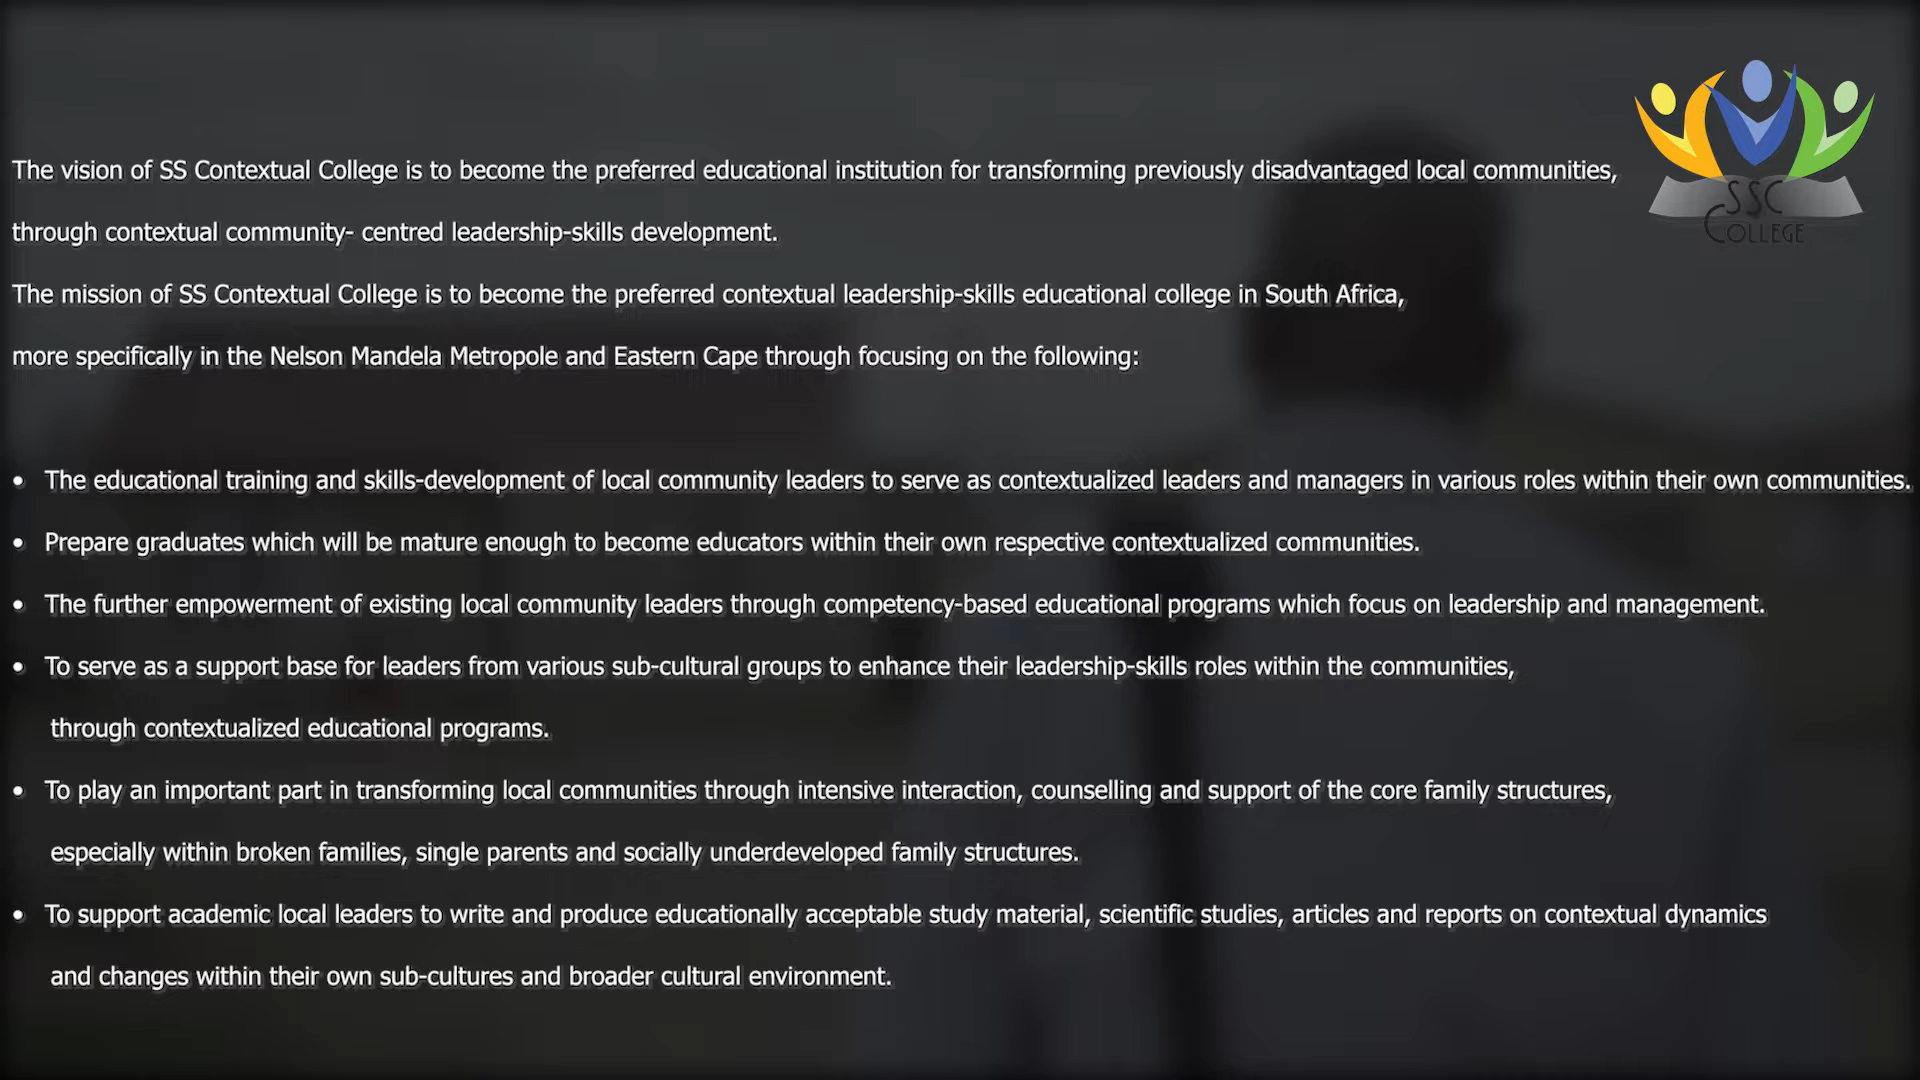 The vision of SS Contextual College is to become the preferred educational institution for transforming previously disadvantaged local communities,
through contextual community- centred leadership-skills development.
The mission of SS Contextual College is to become the preferred contextual leadership-skills educational college in South Africa,
more specifically in the Nelson Mandela Metropole and Eastern Cape through focusing on the following:
• The educational training and skills-development of local community leaders to serve as contextualized leaders and managers in various roles within their own communities.
• Prepare graduates which will be mature enough to become educators within their own respective contextualized communities.
• The further empowerment of existing local community leaders through competency-based educational programs which focus on leadership and management.
• To serve as a support base for leaders from various sub-cultural groups to enhance their leadership-skills roles within the communities,
through contextualized educational programs.
• To play an important part in transforming local communities through intensive interaction, counselling and support of the core family structures,
especially within broken families, single parents and socially underdeveloped family structures.
• To support academic local leaders to write and produce educationally acceptable study material, scientific studies, articles and reports on contextual dynamics
and changes within their own sub-cultures and broader cultural environment.
SSC
COLLEGE